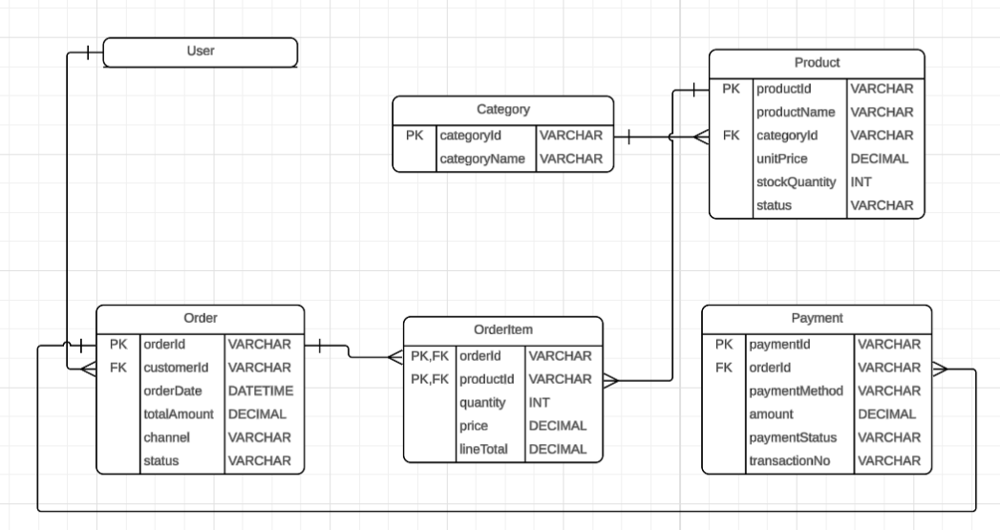 User
Category
PK categoryId VARCHAR
categoryName VARCHAR
Product
PK productId VARCHAR
productName VARCHAR
FK categoryId VARCHAR
unitPrice DECIMAL
stockQuantity INT
status VARCHAR
Order
PK orderId VARCHAR
FK customerId VARCHAR
orderDate DATETIME
totalAmount DECIMAL
channel VARCHAR
status VARCHAR
OrderItem
PK,FK orderId VARCHAR
PK,FK productId VARCHAR
quantity INT
price DECIMAL
lineTotal DECIMAL
Payment
PK paymentId VARCHAR
FK orderId VARCHAR
paymentMethod VARCHAR
amount DECIMAL
paymentStatus VARCHAR
transactionNo VARCHAR